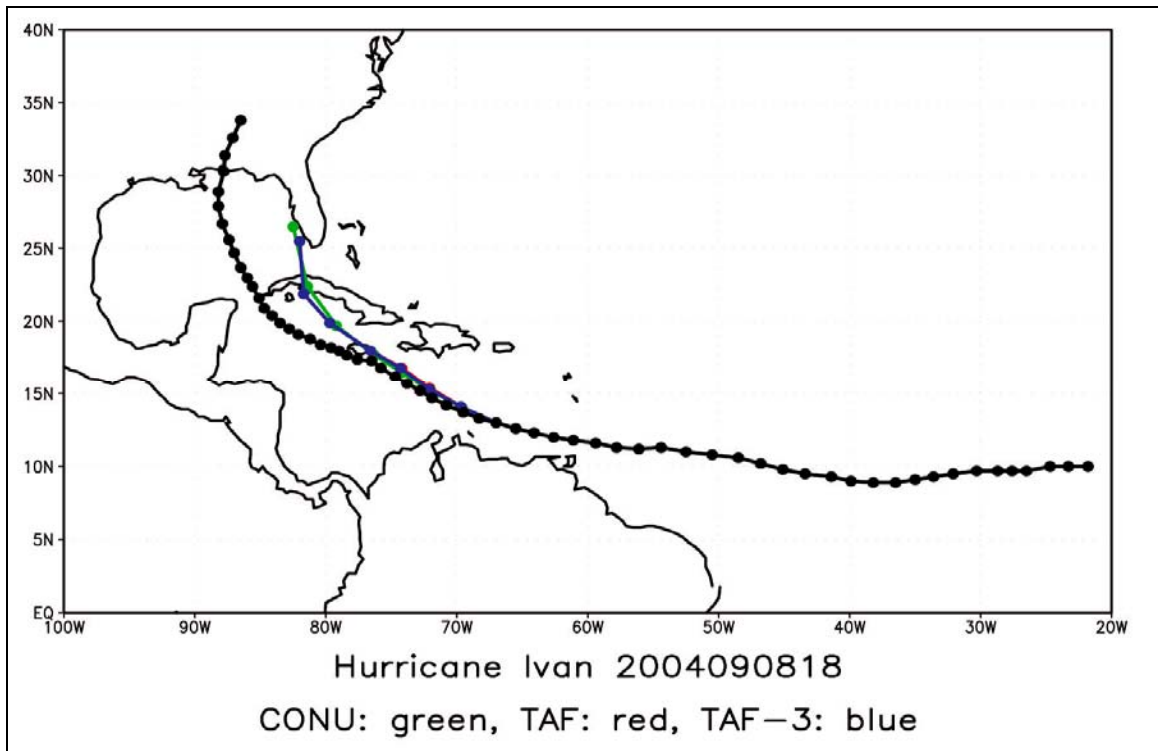 40N
35N
30N
25N
20N
15N
10N
5N
EQ
100W 90W 80W 70W 60W 50W 40W 30W 20W
Hurricane Ivan 2004090818
CONU: green, TAF: red, TAF-3: blue